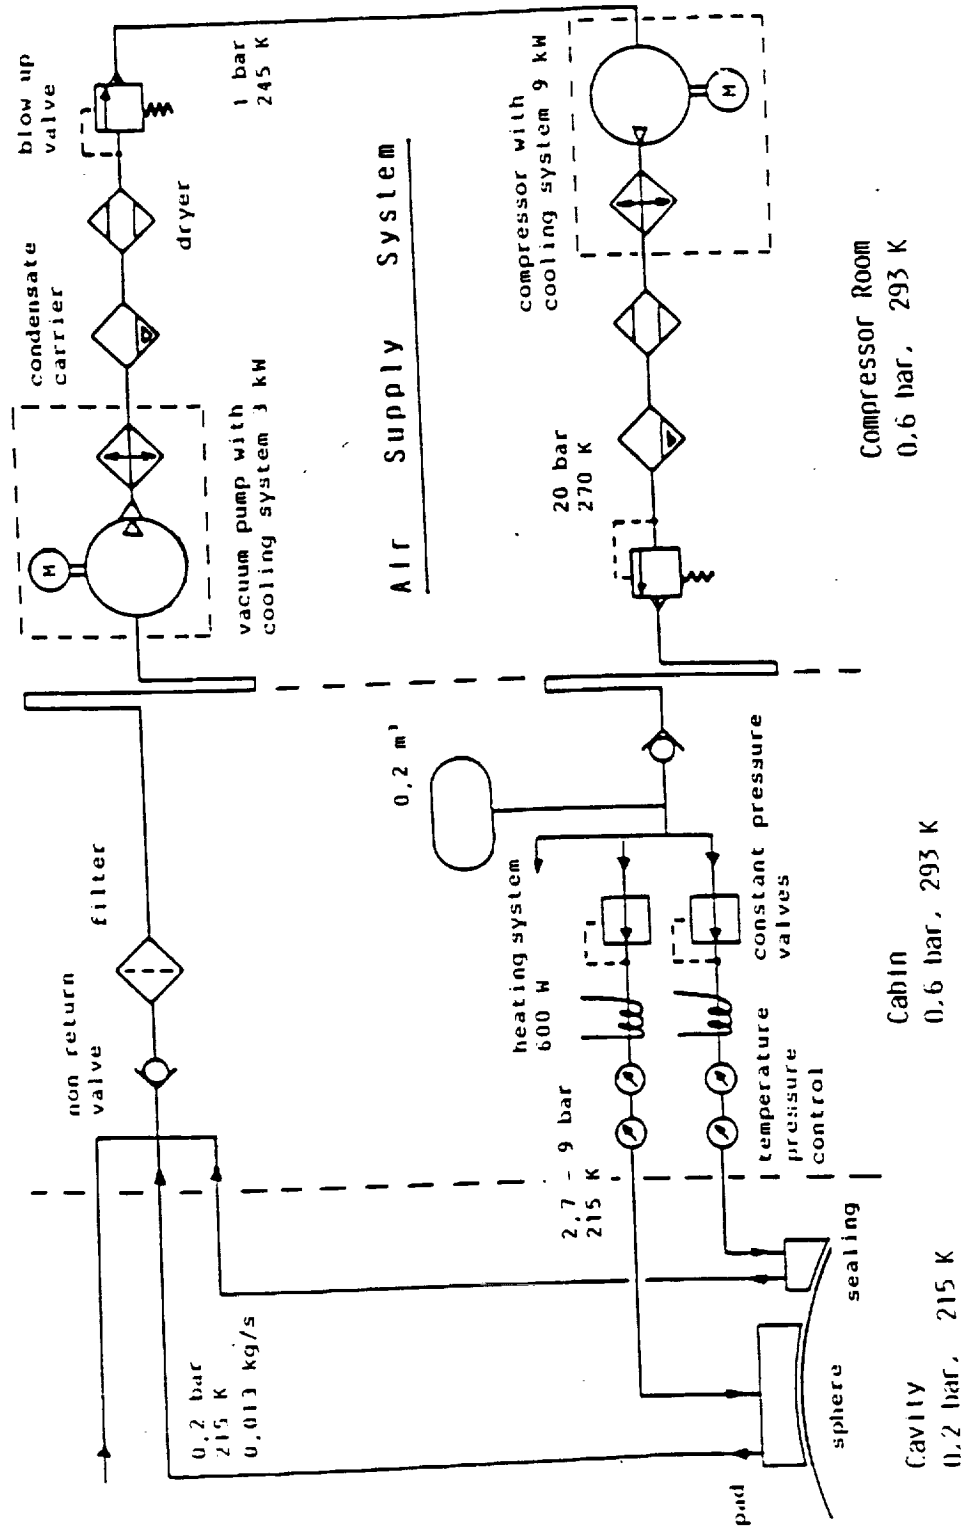 blow up
valve
1 bar
245 K
dryer
condensate
carrier
vacuum pump with
cooling system 3 kW
M
Air Supply System
compressor with
cooling system 9 kW
M
20 bar
270 K
Compressor Room
0,6 bar, 293 K
filter
non return
valve
0,2 m³
heating system
600 W
constant pressure
valves
temperature
pressure
control
Cabin
0,6 bar, 293 K
2,7 - 9 bar
215 K
0,2 bar
215 K
0,013 kg/s
pad
sphere
sealing
Cavity
0,2 bar, 215 K